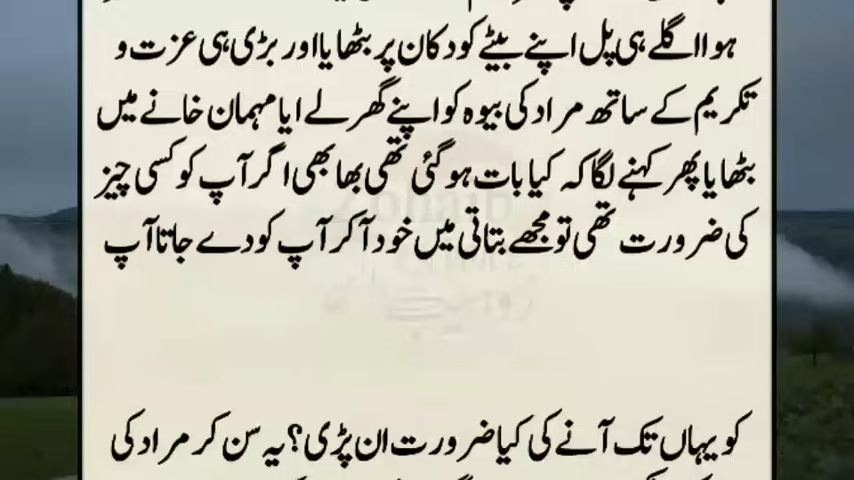 ہوا اگلے ہی پل اپنے بیٹے کو دکان پر بٹھایا اور بڑی ہی عزت و
تکریم کے ساتھ مراد کی بیوہ کو اپنے گھر لے ایا مہمان خانے میں
بٹھایا پھر کہنے لگا کہ کیا بات ہو گئی تھی بھابھی اگر آپ کو کسی چیز
کی ضرورت تھی تو مجھے بتاتی میں خود آ کر آپ کو دے جاتا آپ
کو یہاں تک آنے کی کیا ضرورت ان پڑی؟ یہ سن کر مراد کی